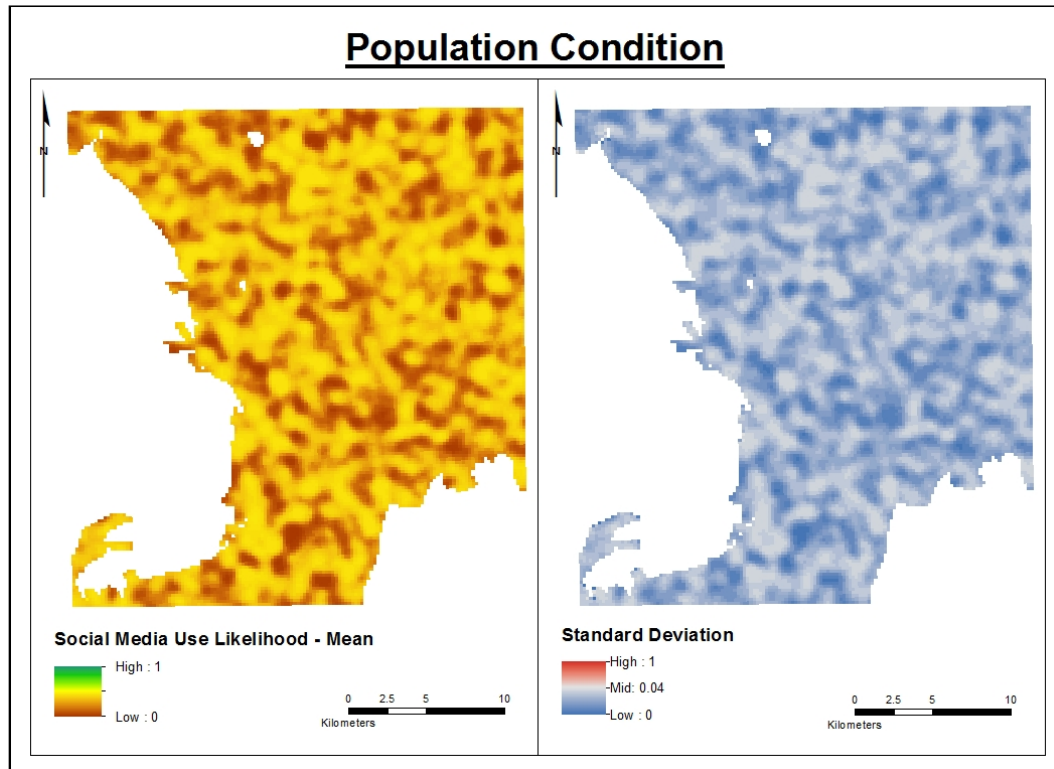 Population Condition
N
N
Social Media Use Likelihood - Mean
High : 1
Low : 0
0 2.5 5 10
Kilometers
Standard Deviation
High : 1
Mid: 0.04
Low : 0
0 2.5 5 10
Kilometers